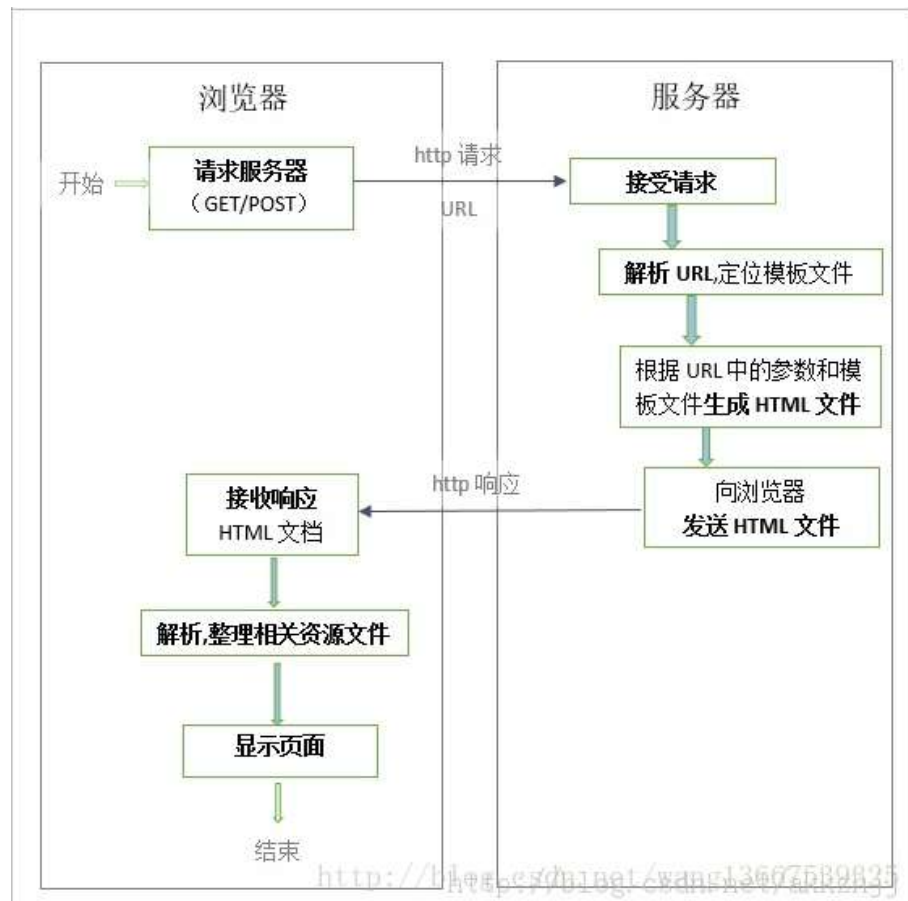 浏览器
服务器
开始
请求服务器
（GET/POST）
http 请求
URL
接受请求
解析 URL,定位模板文件
根据 URL 中的参数和模
板文件生成 HTML 文件
向浏览器
发送 HTML 文件
http 响应
接收响应
HTML 文档
解析,整理相关资源文件
显示页面
结束